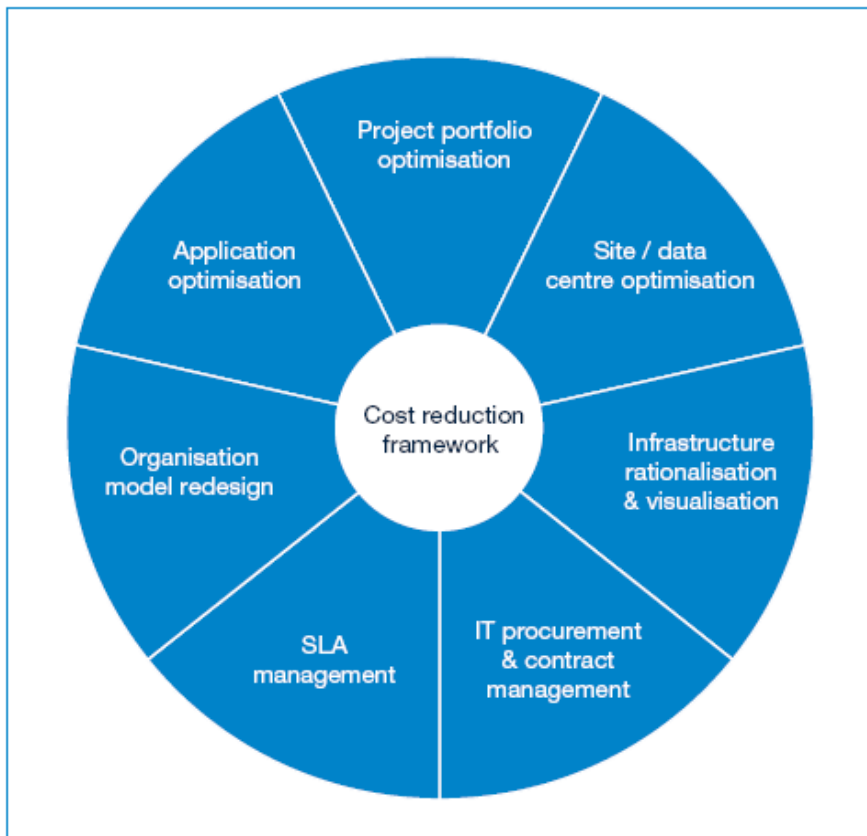 Project portfolio
optimisation
Site / data
centre optimisation
Infrastructure
rationalisation
& visualisation
IT procurement
& contract
management
SLA
management
Organisation
model redesign
Application
optimisation
Cost reduction
framework